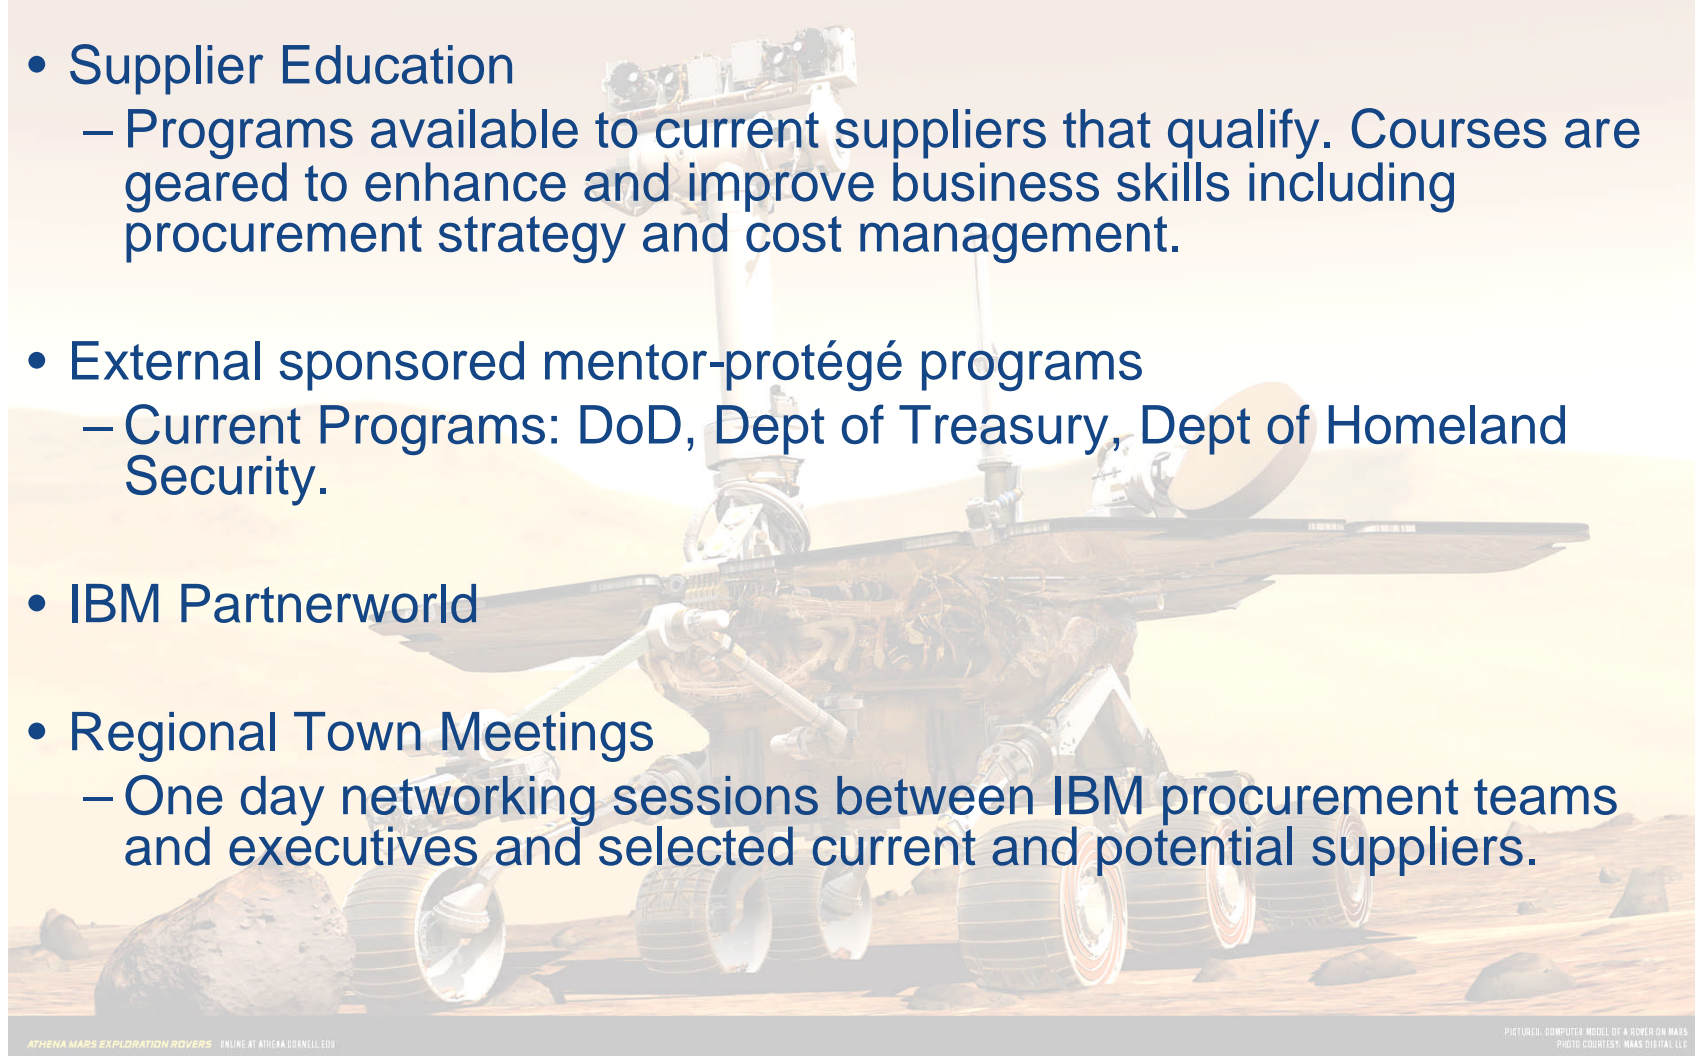 • Supplier Education
– Programs available to current suppliers that qualify. Courses are
geared to enhance and improve business skills including
procurement strategy and cost management.
• External sponsored mentor-protégé programs
– Current Programs: DoD, Dept of Treasury, Dept of Homeland
Security.
• IBM Partnerworld
• Regional Town Meetings
– One day networking sessions between IBM procurement teams
and executives and selected current and potential suppliers.
ATHENA MARS EXPLORATION ROVERS ONLINE AT ATHENA.CORNELL.EDU
PICTURED: COMPUTER MODEL OF A ROVER ON MARS
PHOTO COURTESY: MAAS DIGITAL LLC